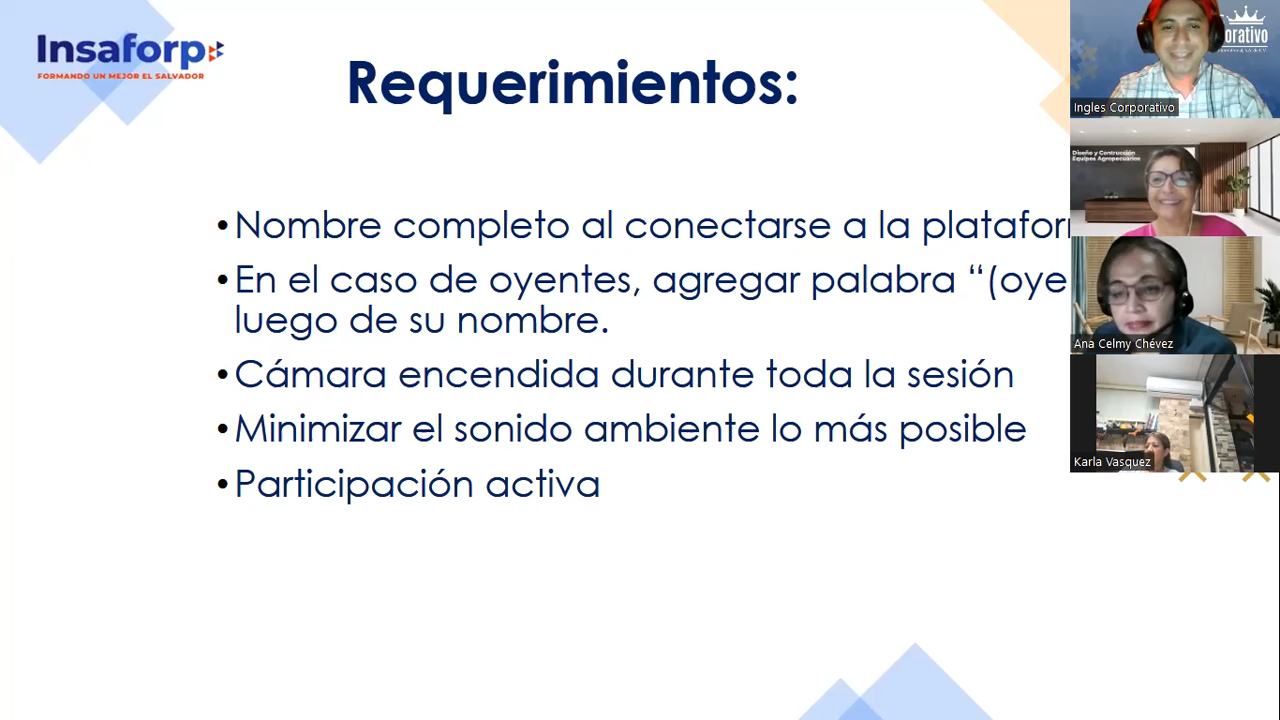 Insaforp
FORMANDO UN MEJOR EL SALVADOR
Requerimientos:
• Nombre completo al conectarse a la platafor
• En el caso de oyentes, agregar palabra “(oye
luego de su nombre.
• Cámara encendida durante toda la sesión
• Minimizar el sonido ambiente lo más posible
• Participación activa
orativo
Ingles Corporativo
Diseño y Contrucción
Equipos Agropecuarios
Ana Celmy Chévez
Karla Vasquez